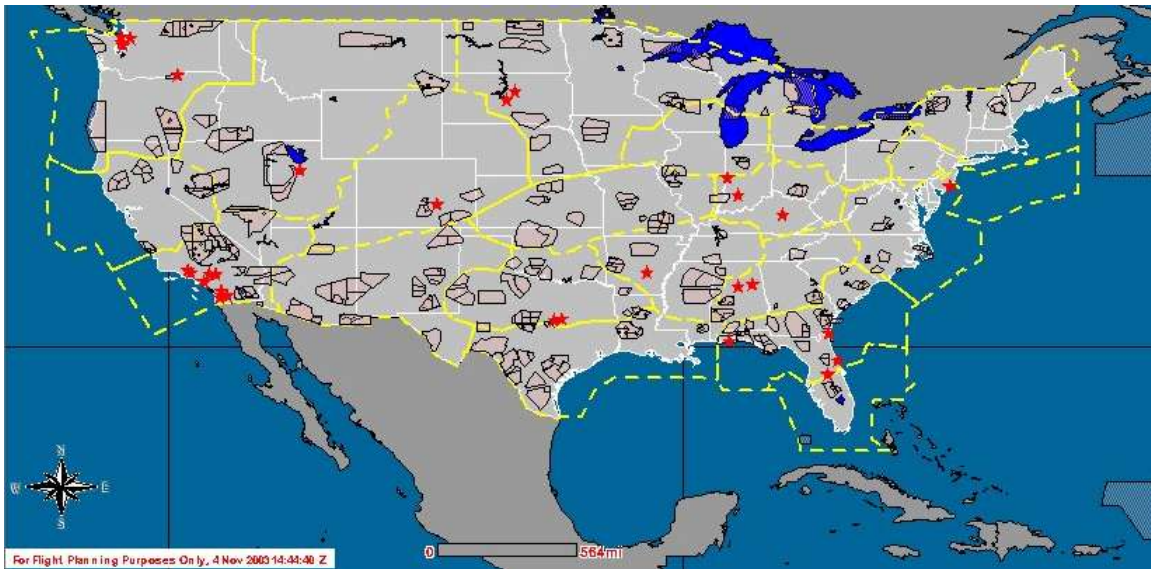 N
W E
S
0 564mi
For Flight Planning Purposes Only, 4 Nov 2003 14:44:40 Z